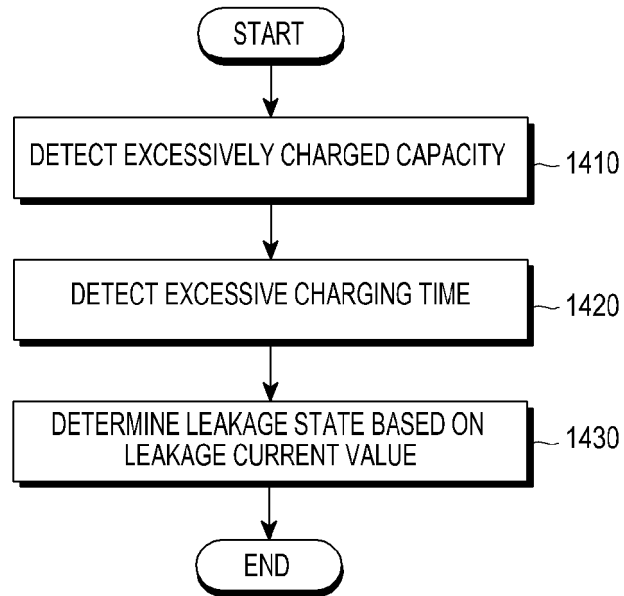 START
DETECT EXCESSIVELY CHARGED CAPACITY
1410
DETECT EXCESSIVE CHARGING TIME
1420
DETERMINE LEAKAGE STATE BASED ON
LEAKAGE CURRENT VALUE
1430
END